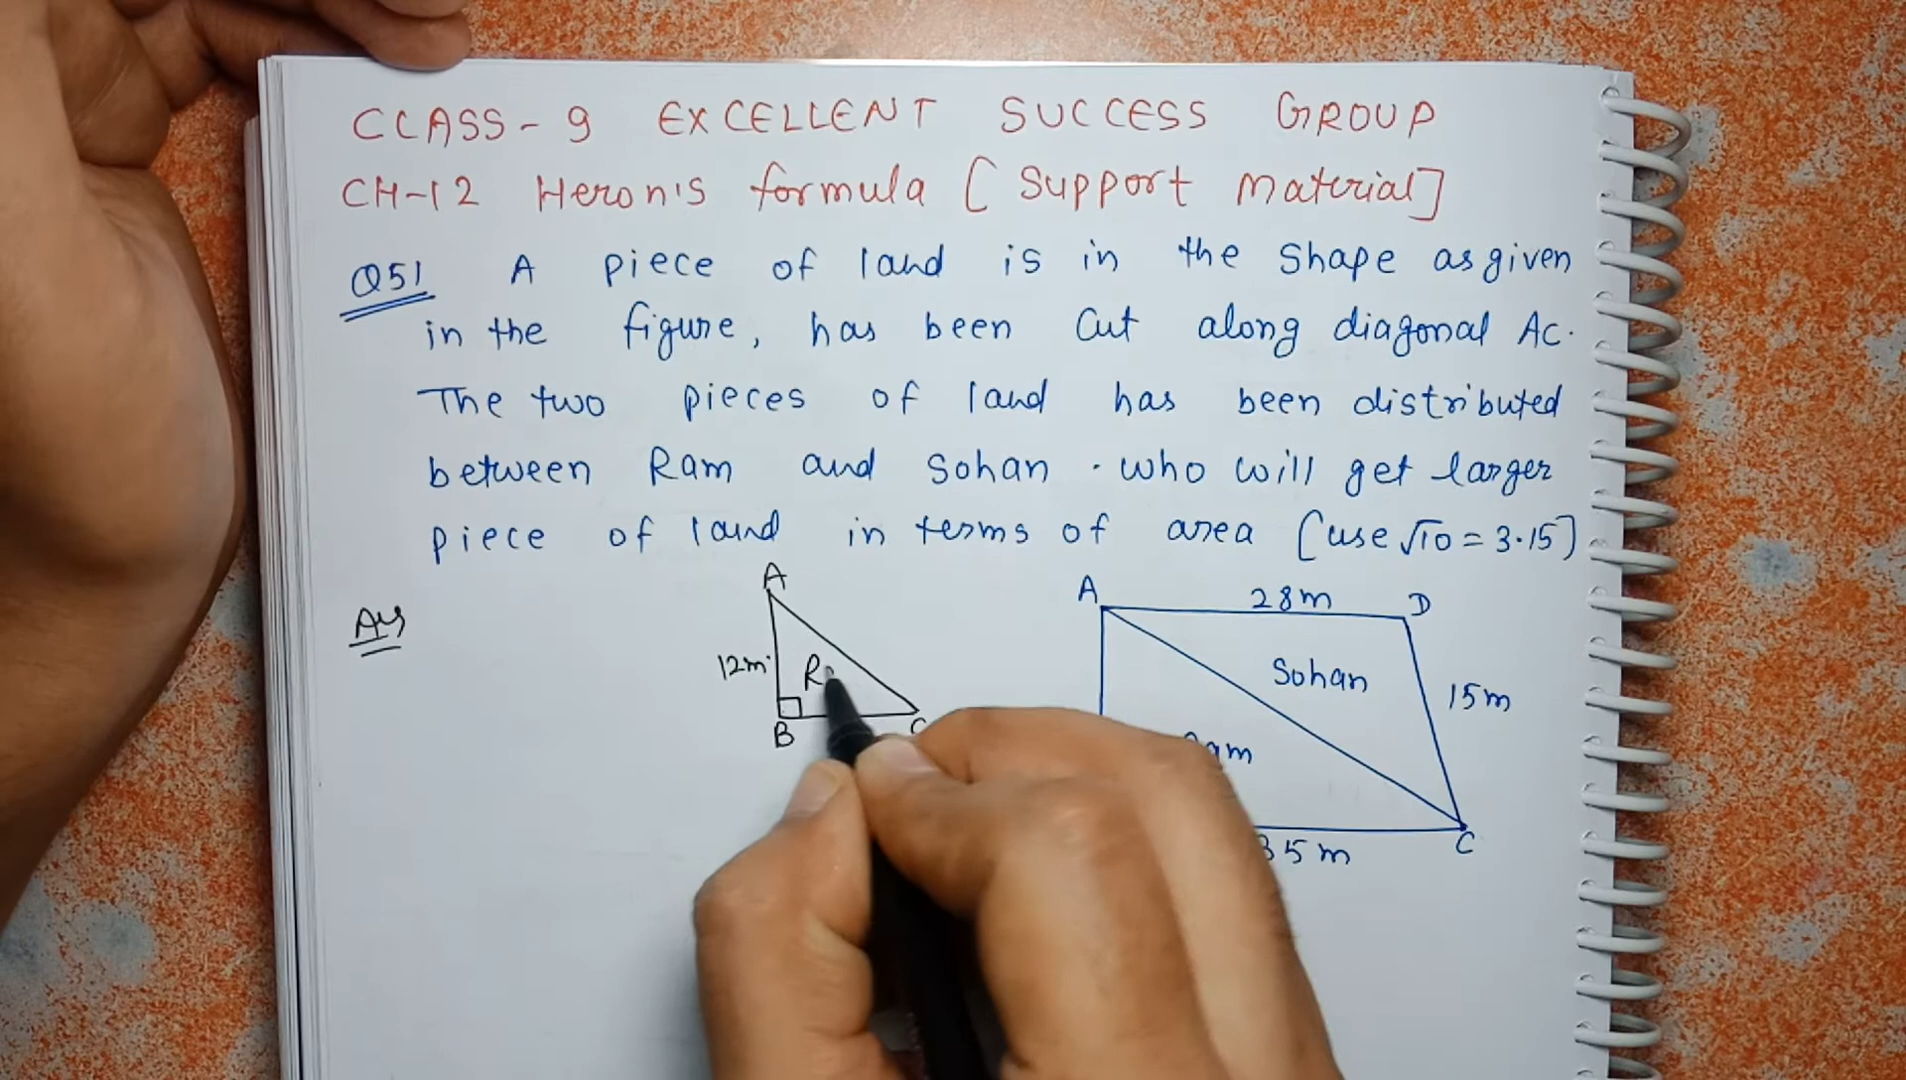 CLASS-9 EXCELLENT SUCCESS GROUP
CH-12 Heron's formula [Support Material]
Q51 A piece of land is in the shape as given
in the figure, has been Cut along diagonal AC.
The two pieces of land has been distributed
between Ram and Sohan. who will get larger
piece of land in terms of area [use √10 = 3.15]
Ans
A
12m
R
B
C
A
28m
D
Sohan
15m
35m
C